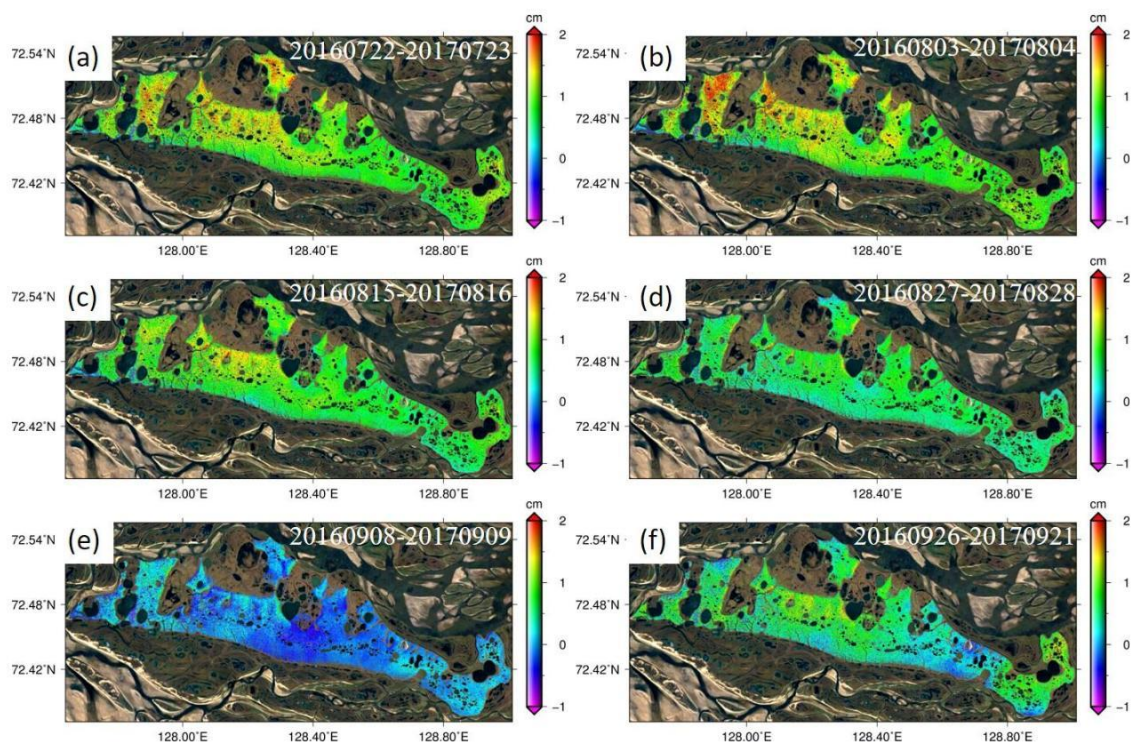 cm
cm
(a)
20160722-20170723
(b)
20160803-20170804
72.54°N
72.48°N
72.42°N
2
1
0
−1
72.54°N
72.48°N
72.42°N
2
1
0
−1
128.00°E
128.40°E
128.80°E
128.00°E
128.40°E
128.80°E
cm
cm
(c)
20160815-20170816
(d)
20160827-20170828
72.54°N
72.48°N
72.42°N
2
1
0
−1
72.54°N
72.48°N
72.42°N
2
1
0
−1
128.00°E
128.40°E
128.80°E
128.00°E
128.40°E
128.80°E
cm
cm
(e)
20160908-20170909
(f)
20160926-20170921
72.54°N
72.48°N
72.42°N
2
1
0
−1
72.54°N
72.48°N
72.42°N
2
1
0
−1
128.00°E
128.40°E
128.80°E
128.00°E
128.40°E
128.80°E